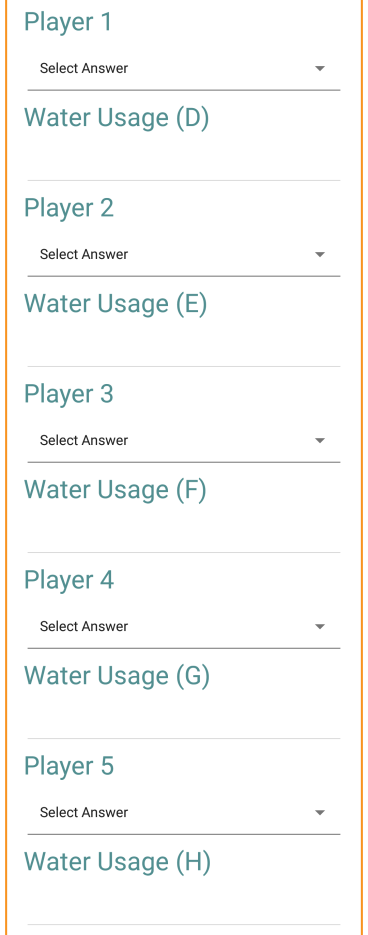 Player 1
Select Answer
Water Usage (D)
Player 2
Select Answer
Water Usage (E)
Player 3
Select Answer
Water Usage (F)
Player 4
Select Answer
Water Usage (G)
Player 5
Select Answer
Water Usage (H)